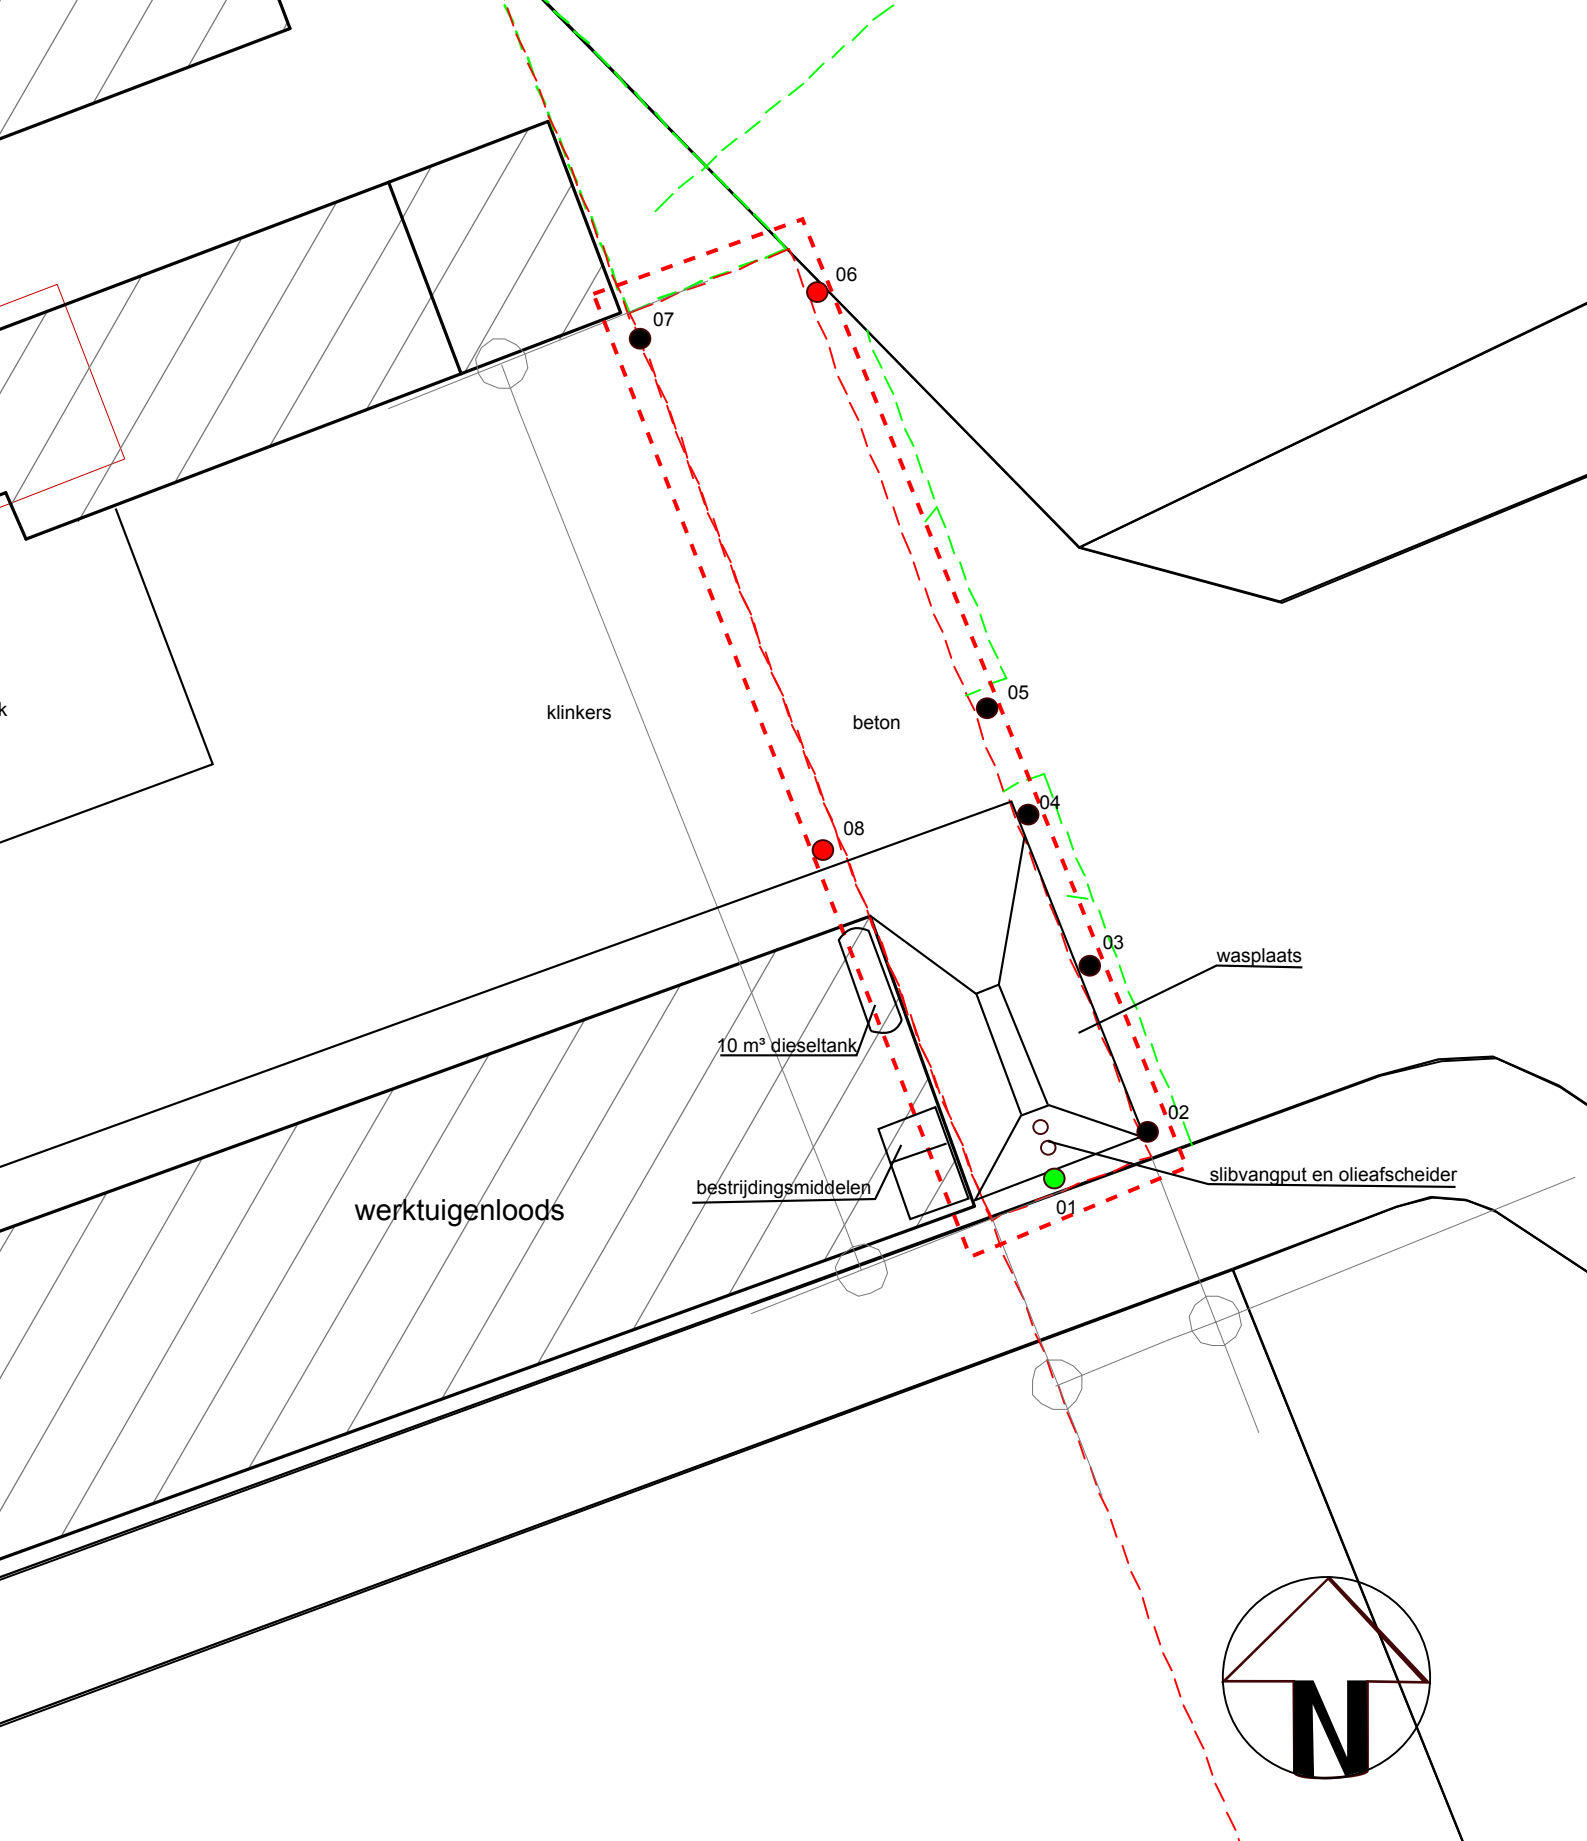 06
07
05
k
klinkers
beton
04
08
03
wasplaats
10 m³ dieseltank
02
slibvangput en olieafscheider
bestrijdingsmiddelen
01
werktuigenloods
N